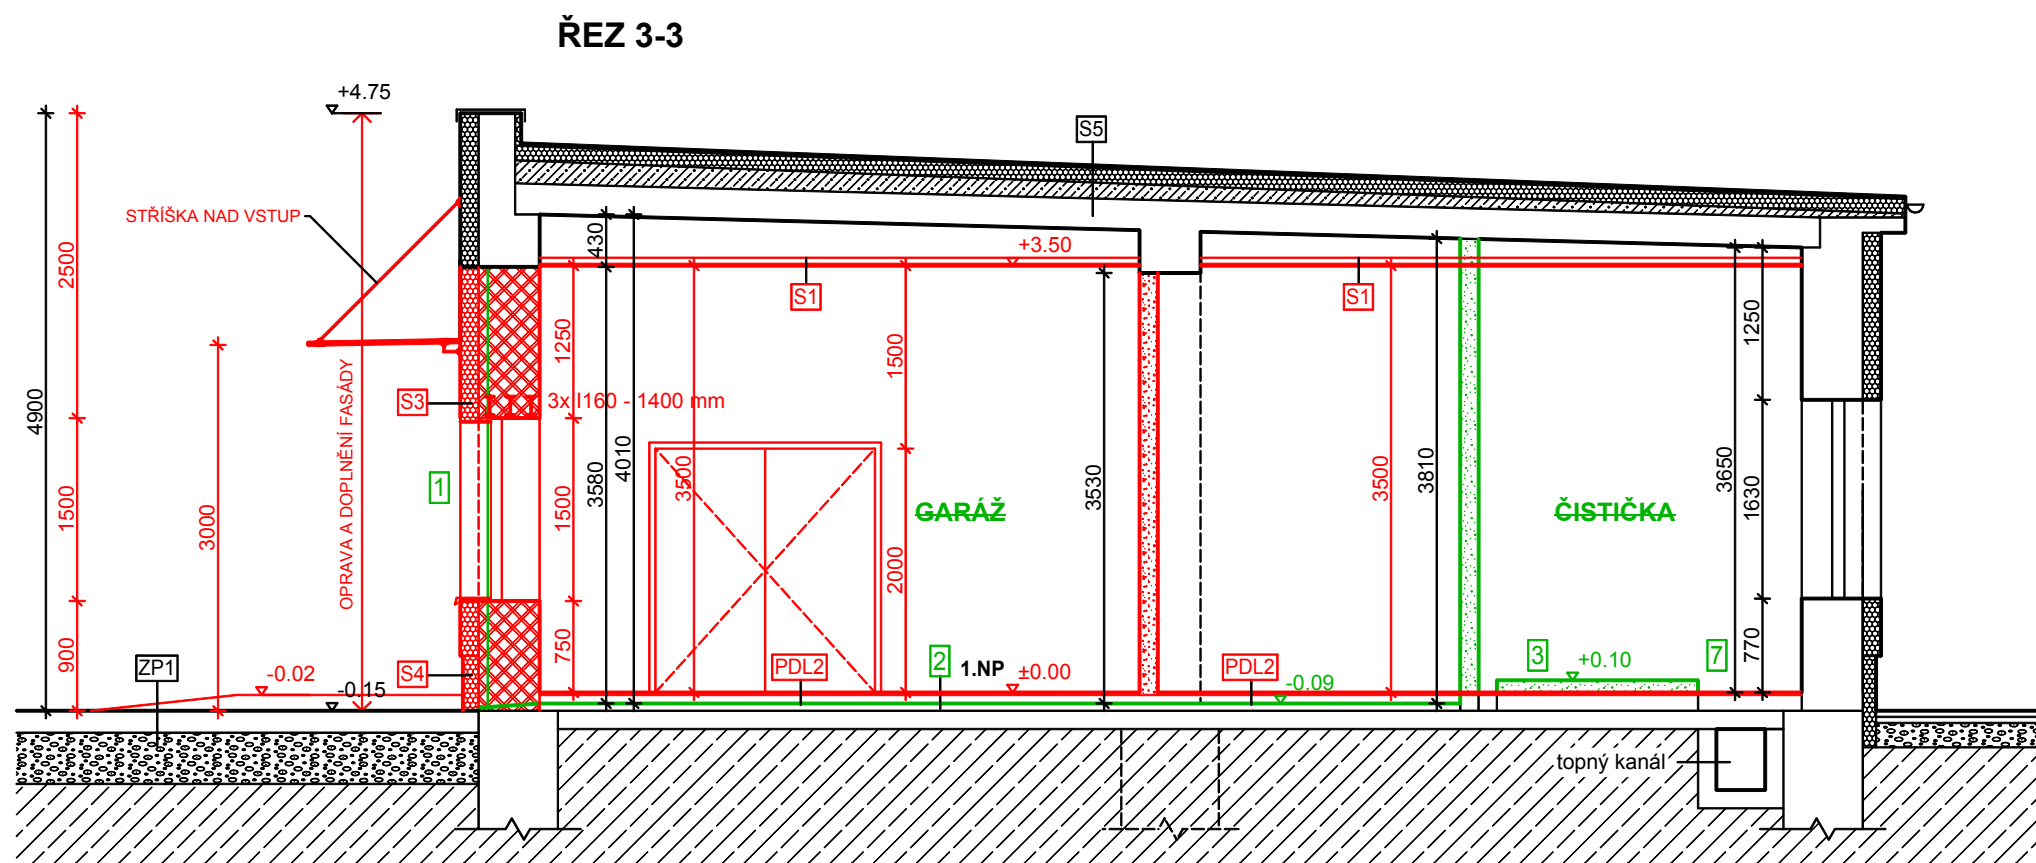 ŘEZ 3-3
+4.75
S5
STŘÍŠKA NAD VSTUP
2500
430
+3.50
S1
S1
1250
1500
1250
4900
OPRAVA A DOPLNĚNÍ FASÁDY
S3
3x I160 - 1400 mm
1
1500
3000
1500
3580
4010
3500
3530
3500
3810
3650
1630
GARÁŽ
ČISTIČKA
2000
900
750
770
ZP1
-0.02
S4
-0.15
PDL2
2
1.NP
±0.00
PDL2
-0.09
3
+0.10
7
topný kanál